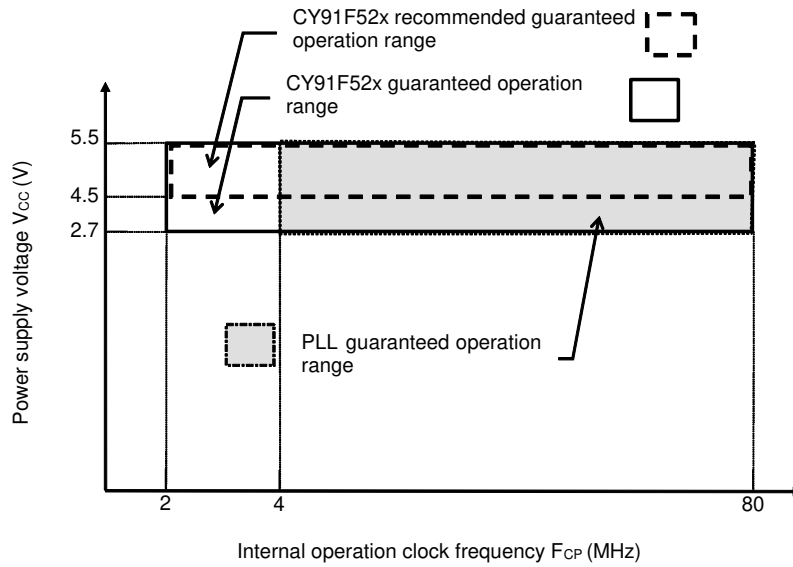 CY91F52x recommended guaranteed
operation range
CY91F52x guaranteed operation
range
5.5
4.5
2.7
Power supply voltage VCC (V)
PLL guaranteed operation
range
2
4
80
Internal operation clock frequency FCP (MHz)